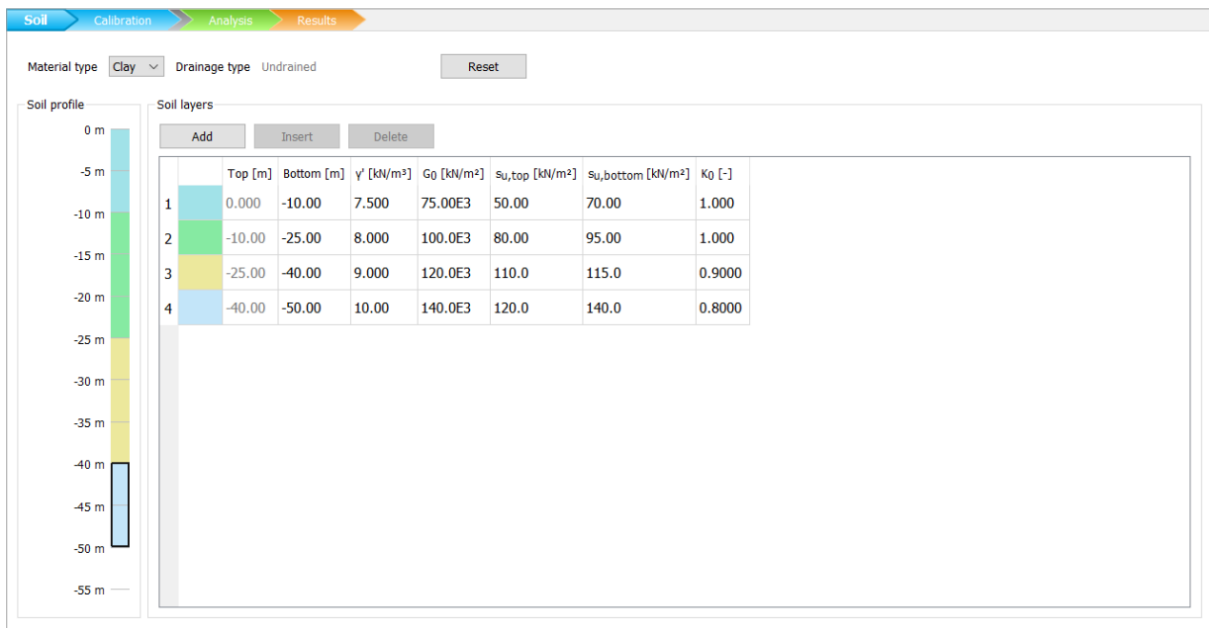 Soil Calibration Analysis Results
Material type Clay Drainage type Undrained Reset
Soil profile
0 m
-5 m
-10 m
-15 m
-20 m
-25 m
-30 m
-35 m
-40 m
-45 m
-50 m
-55 m
Soil layers
Add Insert Delete
Top [m] Bottom [m] γ' [kN/m³] G₀ [kN/m²] su,top [kN/m²] su,bottom [kN/m²] K₀ [-]
1 0.000 -10.00 7.500 75.00E3 50.00 70.00 1.000
2 -10.00 -25.00 8.000 100.0E3 80.00 95.00 1.000
3 -25.00 -40.00 9.000 120.0E3 110.0 115.0 0.9000
4 -40.00 -50.00 10.00 140.0E3 120.0 140.0 0.8000